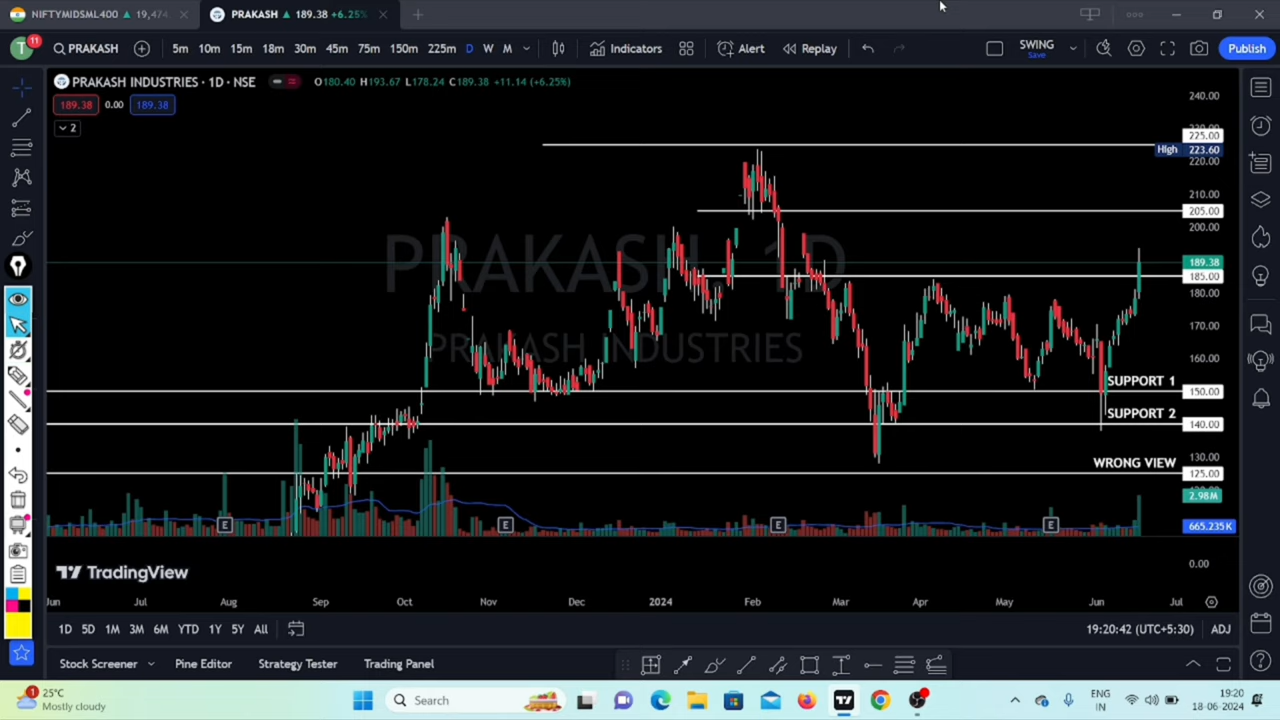 NIFTYMIDSML400 ▲ 19,474
PRAKASH ▲ 189.38 +6.25%
T 11 PRAKASH 5m 10m 15m 18m 30m 45m 75m 150m 225m D W M Indicators Alert Replay SWING Save Publish
PRAKASH INDUSTRIES · 1D · NSE O180.40 H193.67 L178.24 C189.38 +11.14 (+6.25%)
189.38 0.00 189.38
2
240.00
225.00
High 223.60
220.00
210.00
205.00
200.00
PRAKASH, 1D
189.38
185.00
180.00
170.00
PRAKASH INDUSTRIES
160.00
SUPPORT 1
150.00
SUPPORT 2
140.00
130.00
WRONG VIEW
125.00
2.98M
E E E E
665.235K
0.00
TradingView
Jun Jul Aug Sep Oct Nov Dec 2024 Feb Mar Apr May Jun Jul
1D 5D 1M 3M 6M YTD 1Y 5Y All 19:20:42 (UTC+5:30) ADJ
Stock Screener Pine Editor Strategy Tester Trading Panel
1 25°C
Mostly cloudy
Search
ENG
IN
19:20
18-06-2024